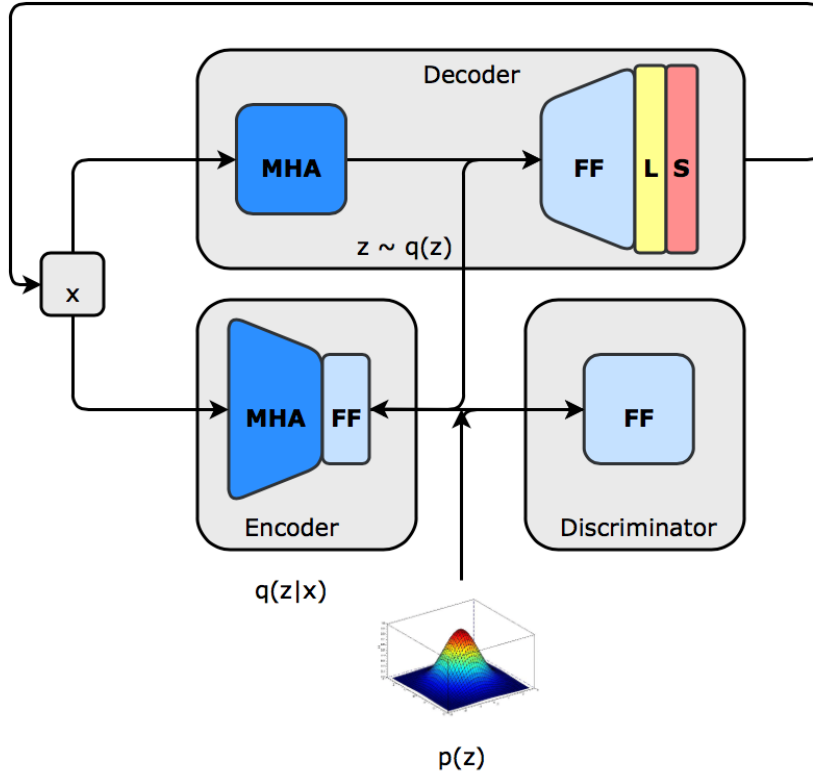 Decoder
MHA
FF
L
S
z ~ q(z)
x
MHA
FF
FF
Encoder
Discriminator
q(z|x)
p(z)